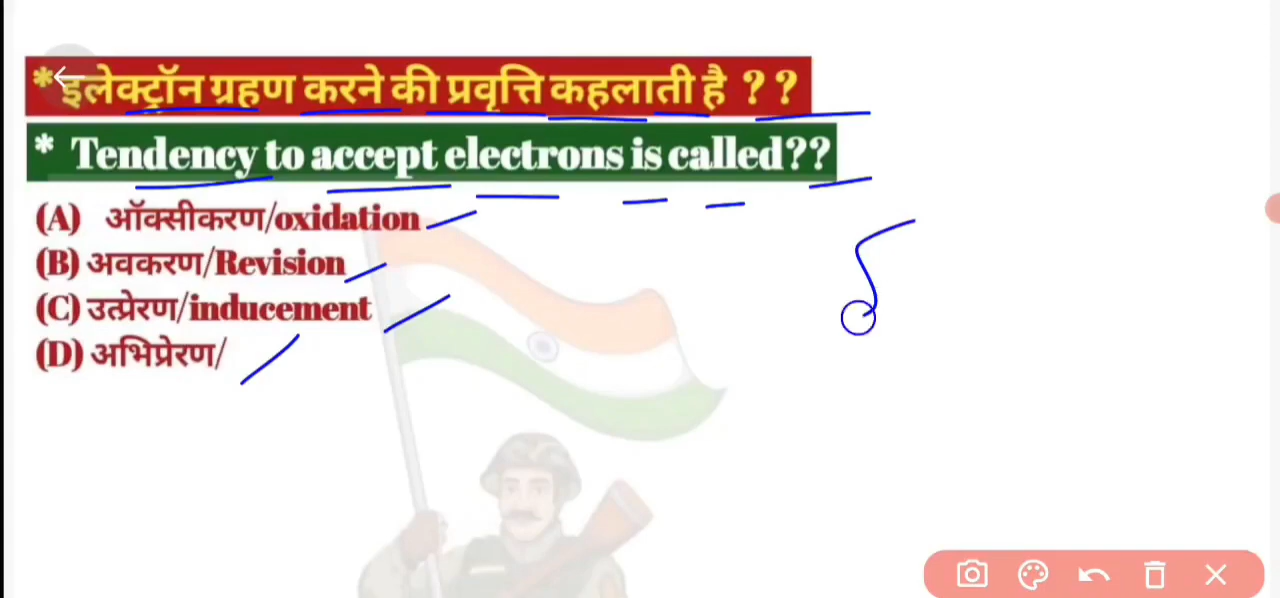 *इलेक्ट्रॉन ग्रहण करने की प्रवृत्ति कहलाती है ? ?
* Tendency to accept electrons is called??
(A) ऑक्सीकरण/oxidation
(B) अवकरण/Revision
(C) उत्प्रेरण/inducement
(D) अभिप्रेरण/